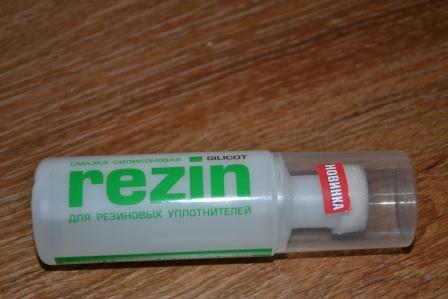 СМАЗКА СИЛИКОНОВАЯ SILICOT
rezin
ДЛЯ РЕЗИНОВЫХ УПЛОТНИТЕЛЕЙ
НОВИНКА